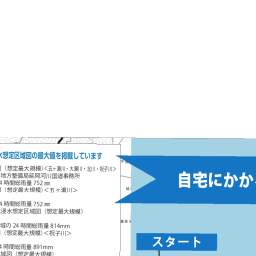 水想定区域図の最大値を掲載しています
（想定最大規模）＜五ヶ瀬川・大瀬川・北川・祝子川＞
地方整備局延岡河川国道事務所
時間総雨量 752 ㎜
（想定最大規模）＜五ヶ瀬川＞
時間総雨量 752 ㎜
浸水想定区域図（想定最大規模）
域の 24 時間総雨量 814mm
（想定最大規模）＜祝子川＞
時間総雨量 891mm
域図（想定最大規模）
自宅にかか
スタート